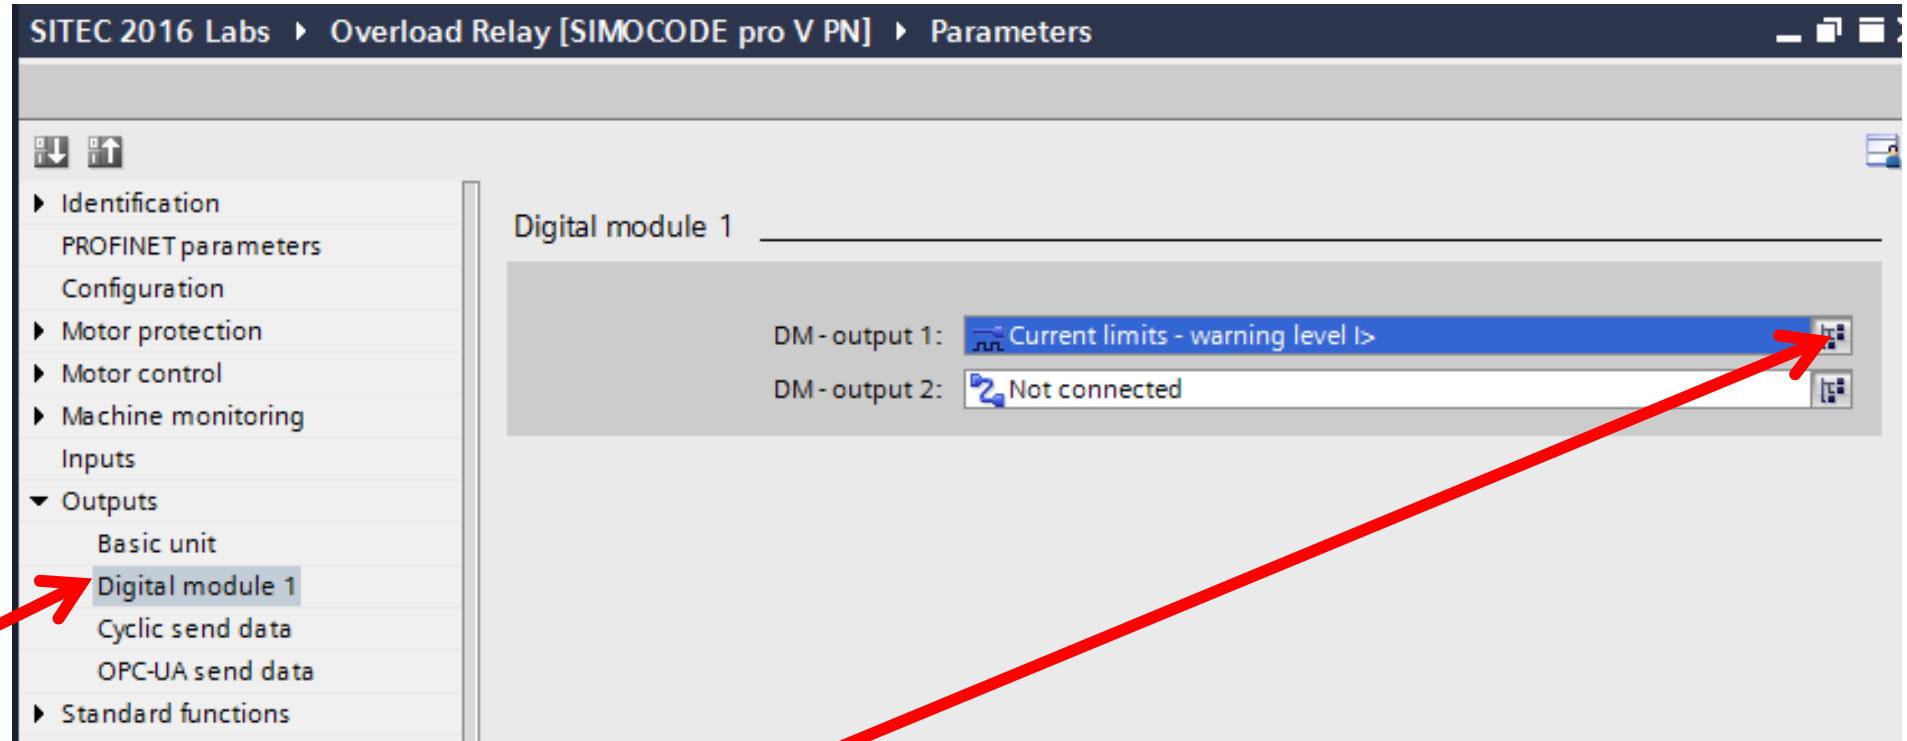 SITEC 2016 Labs ▸ Overload Relay [SIMOCODE pro V PN] ▸ Parameters
Identification
PROFINET parameters
Configuration
Motor protection
Motor control
Machine monitoring
Inputs
Outputs
Basic unit
Digital module 1
Cyclic send data
OPC-UA send data
Standard functions
Digital module 1
DM - output 1: Current limits - warning level I>
DM - output 2: Not connected